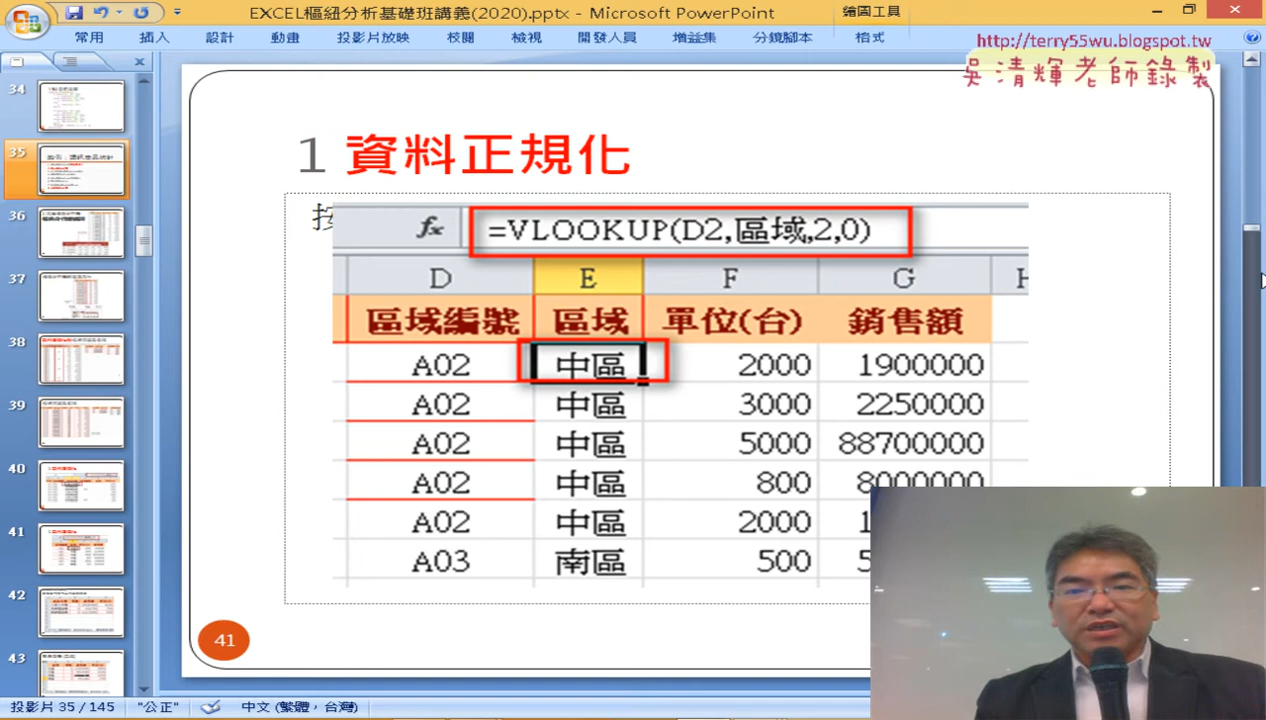 EXCEL樞紐分析基礎班講義(2020).pptx - Microsoft PowerPoint
繪圖工具
常用 插入 設計 動畫 投影片放映 校閱 檢視 開發人員 增益集 分鏡腳本 格式
http://terry55wu.blogspot.tw
吳清輝老師錄製
34
35
36
37
38
39
40
41
42
43
1 資料正規化
按
fx =VLOOKUP(D2,區域,2,0)
D E F G H
區域編號 區域 單位(台) 銷售額
A02 中區 2000 1900000
A02 中區 3000 2250000
A02 中區 5000 88700000
A02 中區 800 8000000
A02 中區 2000 1
A03 南區 500 5
41
投影片 35 / 145 "公正" 中文 (繁體，台灣)